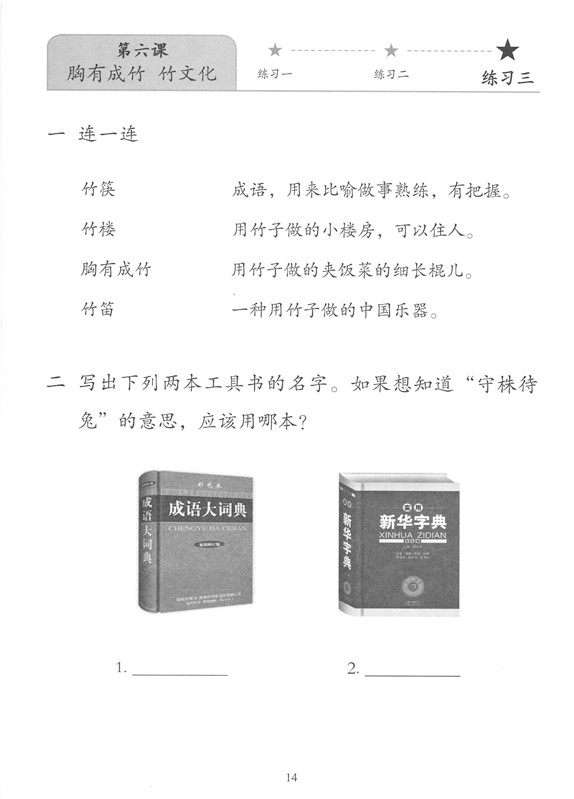 第六课
胸有成竹 竹文化
练习一
练习二
练习三
一 连一连
竹筷 成语，用来比喻做事熟练，有把握。
竹楼 用竹子做的小楼房，可以住人。
胸有成竹 用竹子做的夹饭菜的细长棍儿。
竹笛 一种用竹子做的中国乐器。
二 写出下列两本工具书的名字。如果想知道“守株待
兔”的意思，应该用哪本？
成语大词典
彩色本
成语大词典
CHENGYU DA CIDIAN
新华字典
实用
新华字典
XINHUA ZIDIAN
1.
2.
14